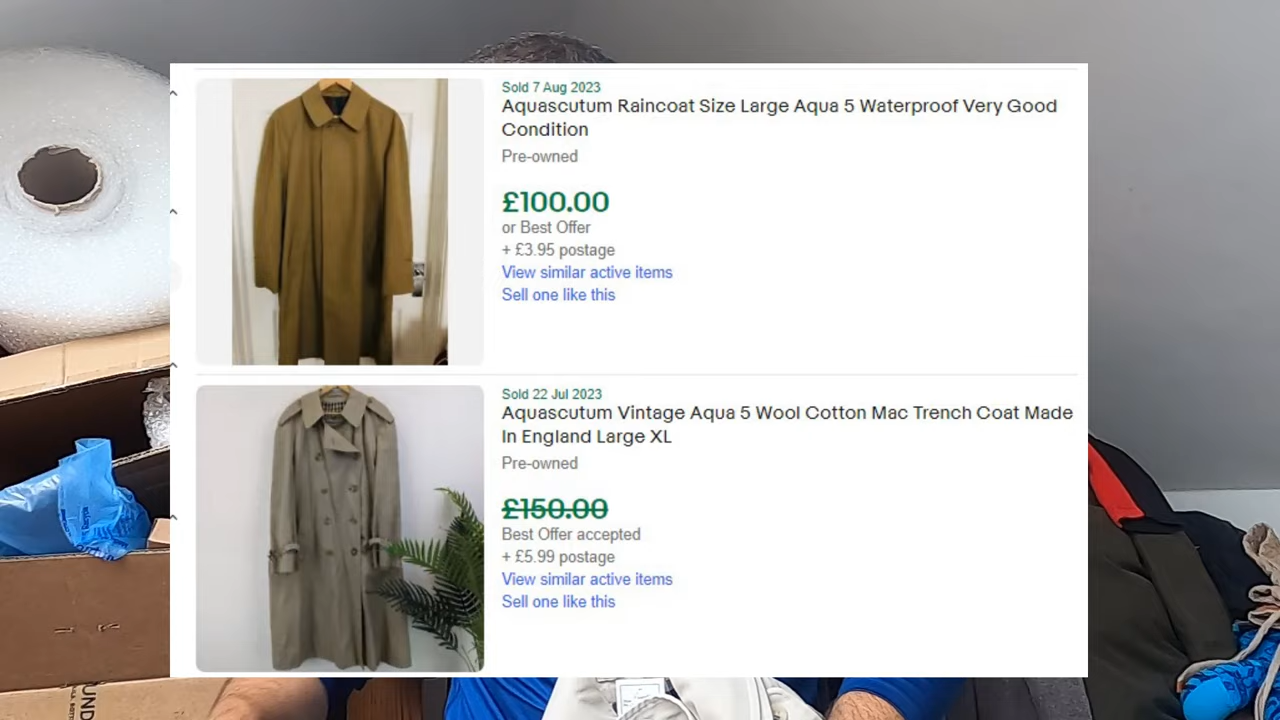 Sold 7 Aug 2023
Aquascutum Raincoat Size Large Aqua 5 Waterproof Very Good
Condition
Pre-owned
£100.00
or Best Offer
+ £3.95 postage
View similar active items
Sell one like this
Sold 22 Jul 2023
Aquascutum Vintage Aqua 5 Wool Cotton Mac Trench Coat Made
In England Large XL
Pre-owned
£150.00
Best Offer accepted
+ £5.99 postage
View similar active items
Sell one like this